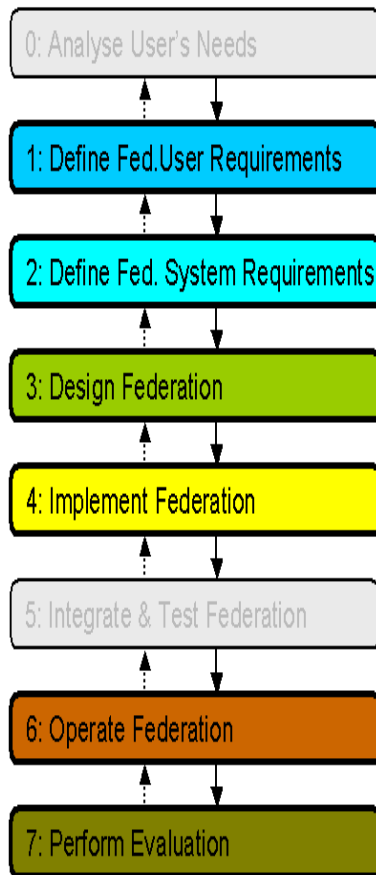 0: Analyse User's Needs
1: Define Fed.User Requirements
2: Define Fed. System Requirements
3: Design Federation
4: Implement Federation
5: Integrate & Test Federation
6: Operate Federation
7: Perform Evaluation